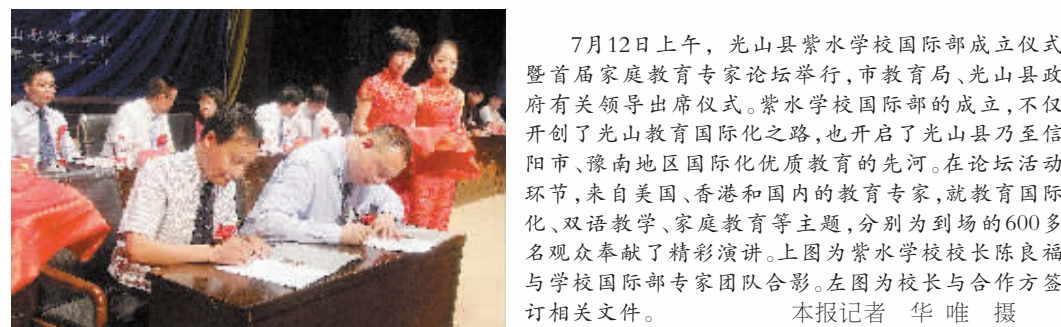 7月12日上午，光山县紫水学校国际部成立仪式
暨首届家庭教育专家论坛举行,市教育局、光山县政
府有关领导出席仪式。紫水学校国际部的成立,不仅
开创了光山教育国际化之路,也开启了光山县乃至信
阳市、豫南地区国际化优质教育的先河。在论坛活动
环节,来自美国、香港和国内的教育专家,就教育国际
化、双语教学、家庭教育等主题,分别为到场的600多
名观众奉献了精彩演讲。上图为紫水学校校长陈良福
与学校国际部专家团队合影。左图为校长与合作方签
订相关文件。 本报记者 华 唯 摄